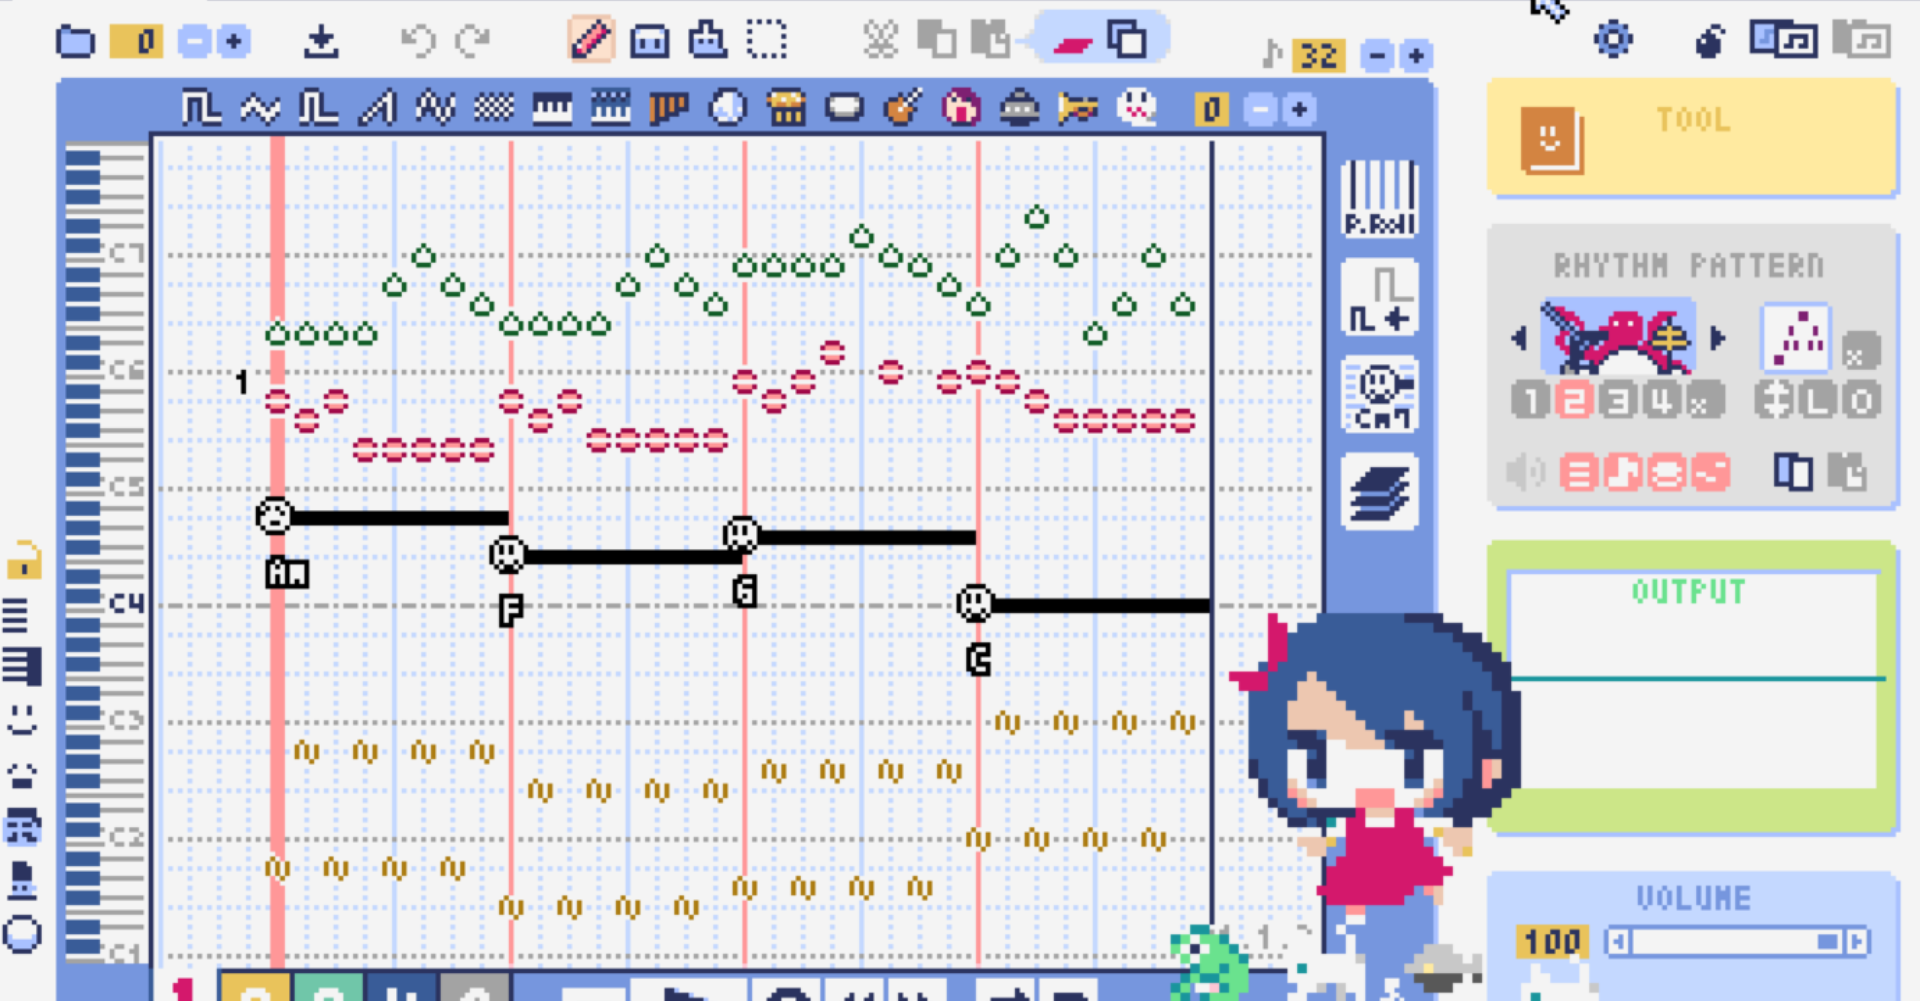 0
32
0
TOOL
P.Roll
C7
RHYTHM PATTERN
C6
1
x
1 2 3 4 x L O
Cm7
C5
Am
F
G
C4
C
OUTPUT
C3
C2
VOLUME
100
C1
1